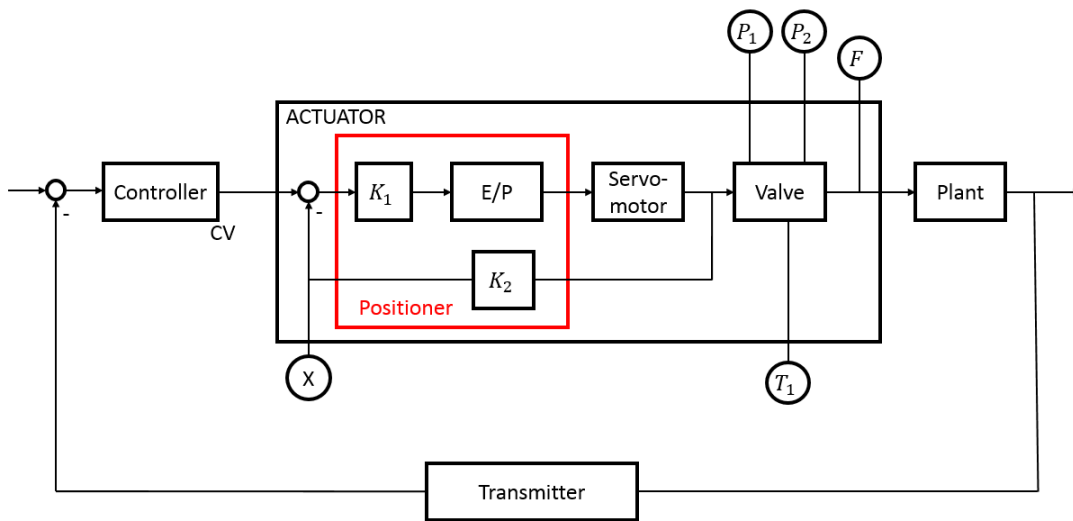 P₁
P₂
F
ACTUATOR
Controller
K₁
E/P
Servo-
motor
Valve
Plant
-
-
CV
K₂
Positioner
X
T₁
Transmitter